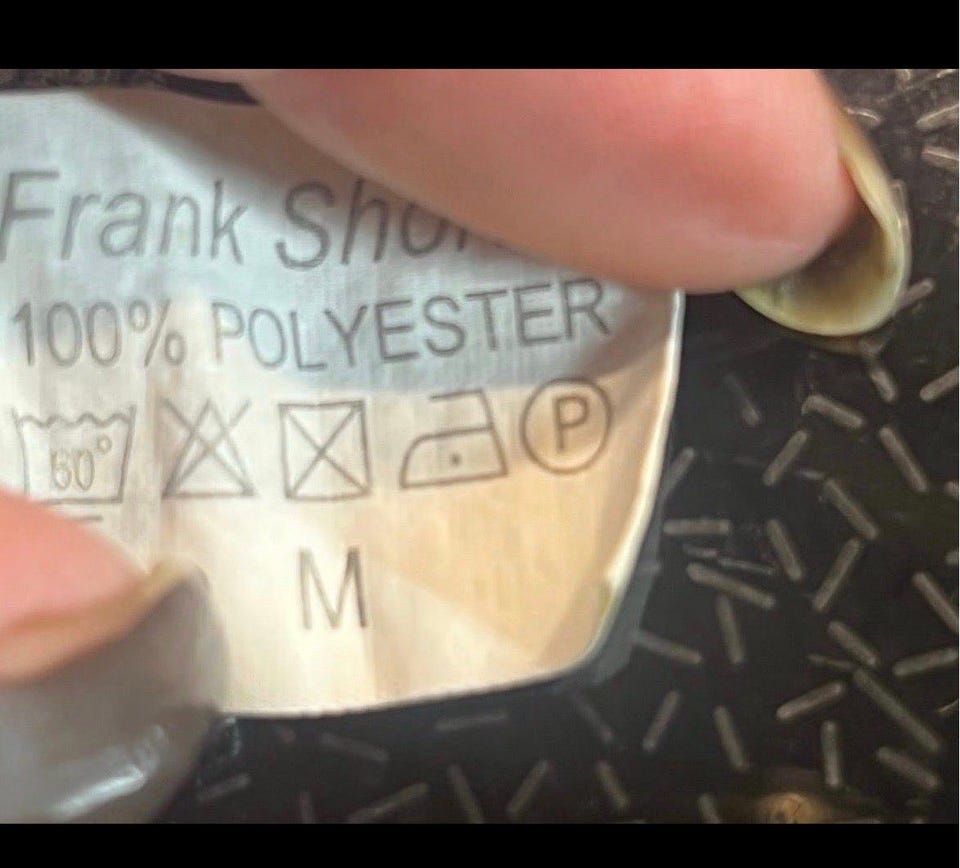 Frank
100% POLYESTER
60° P
M